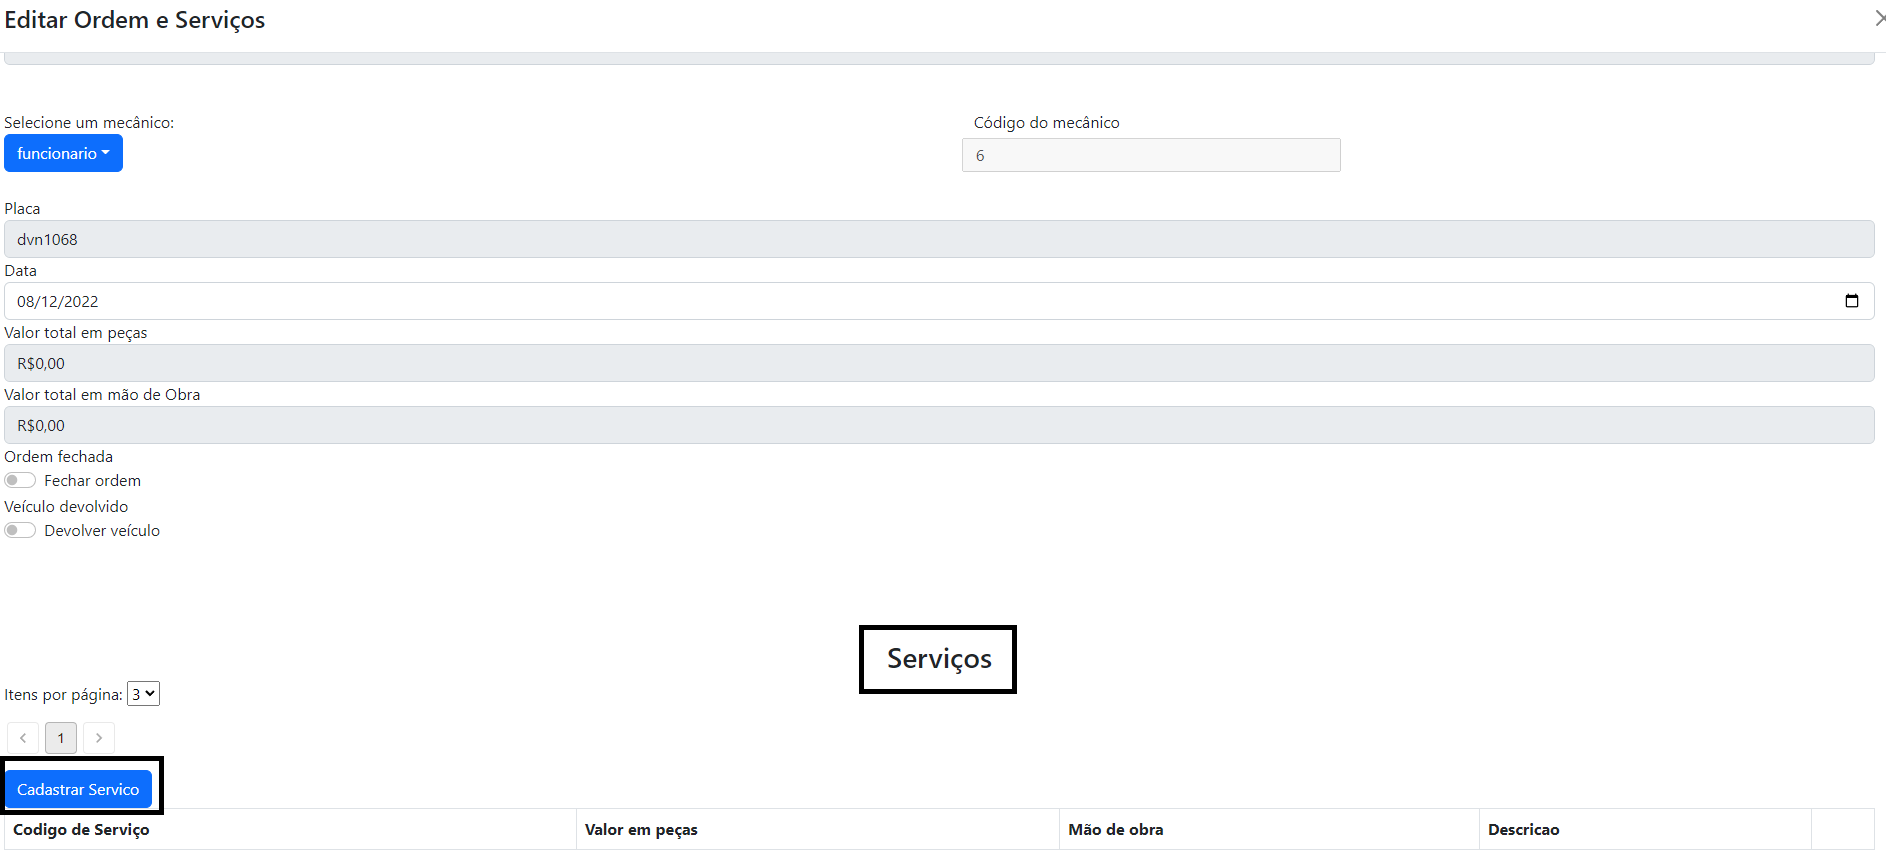 Editar Ordem e Serviços
Selecione um mecânico:
Código do mecânico
funcionario
6
Placa
dvn1068
Data
08/12/2022
Valor total em peças
R$0,00
Valor total em mão de Obra
R$0,00
Ordem fechada
Fechar ordem
Veículo devolvido
Devolver veículo
Serviços
Itens por página: 3
1
Cadastrar Servico
Codigo de Serviço Valor em peças Mão de obra Descricao